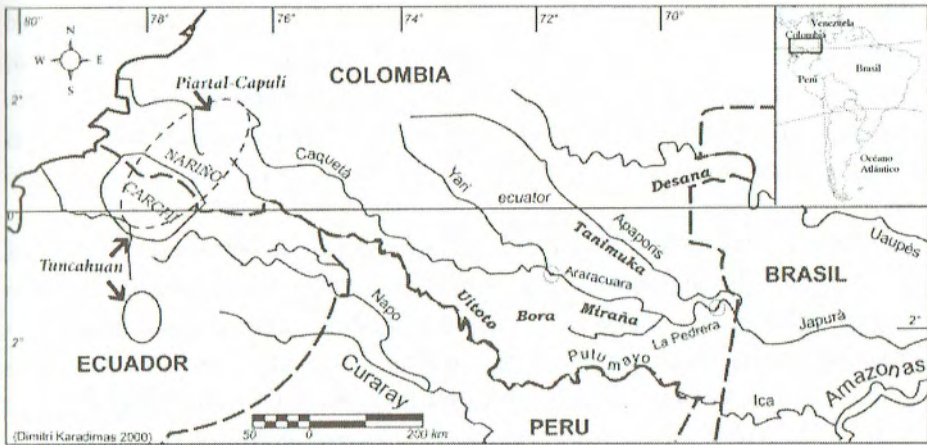 80°
78°
76°
74°
72°
70°
N
W
E
S
Piartal-Capulí
COLOMBIA
Venezuela
Colombia
Perú
Brasil
Océano
Atlántico
2°
NARIÑO
CARCHI
Caquetá
Yari
ecuator
Desana
0
Apaporis
Tanimuka
Uaupés
Tuncahuan
Araracuara
BRASIL
Napo
Uitoto
Bora
Miraña
La Pedrera
Japurá
2°
2°
ECUADOR
Curaray
Putumayo
Ica
Amazonas
50
0
200 km
PERU
(Dimitri Karadimas 2000)